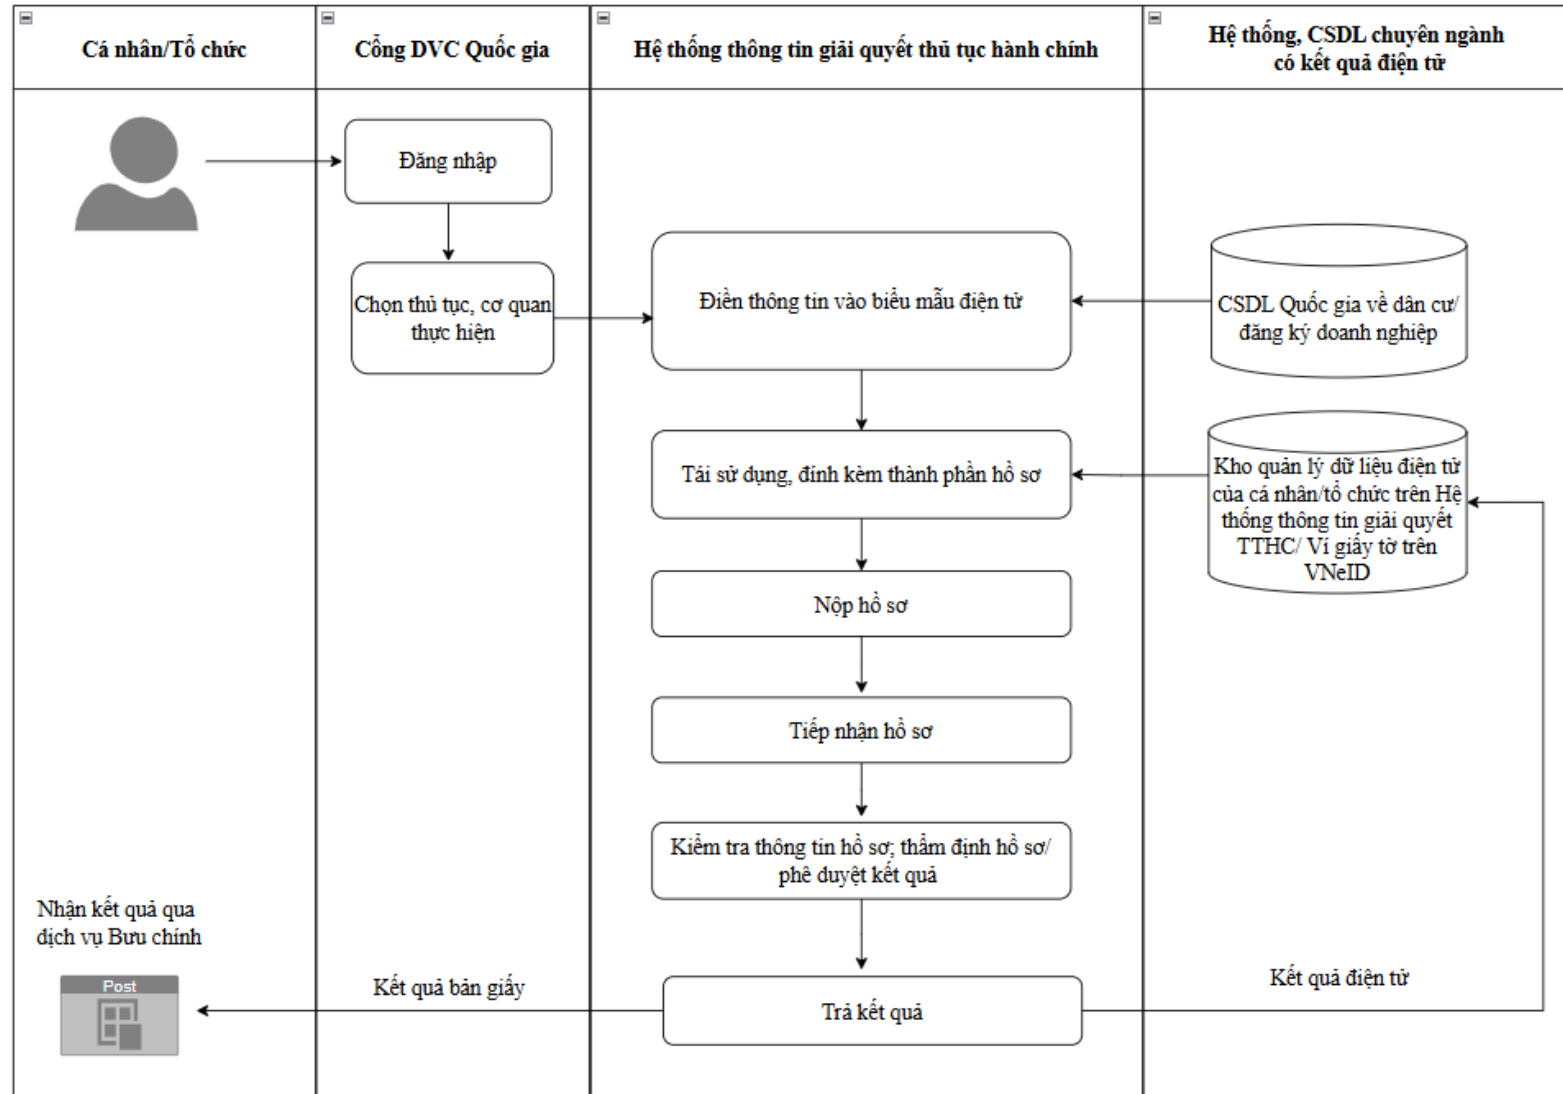 Cá nhân/Tổ chức
Cổng DVC Quốc gia
Hệ thống thông tin giải quyết thủ tục hành chính
Hệ thống, CSDL chuyên ngành
có kết quả điện tử
Đăng nhập
Chọn thủ tục, cơ quan
thực hiện
Điền thông tin vào biểu mẫu điện tử
CSDL Quốc gia về dân cư/
đăng ký doanh nghiệp
Tái sử dụng, đính kèm thành phần hồ sơ
Kho quản lý dữ liệu điện tử
của cá nhân/tổ chức trên Hệ
thống thông tin giải quyết
TTHC/ Ví giấy tờ trên
VNeID
Nộp hồ sơ
Tiếp nhận hồ sơ
Kiểm tra thông tin hồ sơ; thẩm định hồ sơ/
phê duyệt kết quả
Nhận kết quả qua
dịch vụ Bưu chính
Post
Kết quả bản giấy
Trả kết quả
Kết quả điện tử